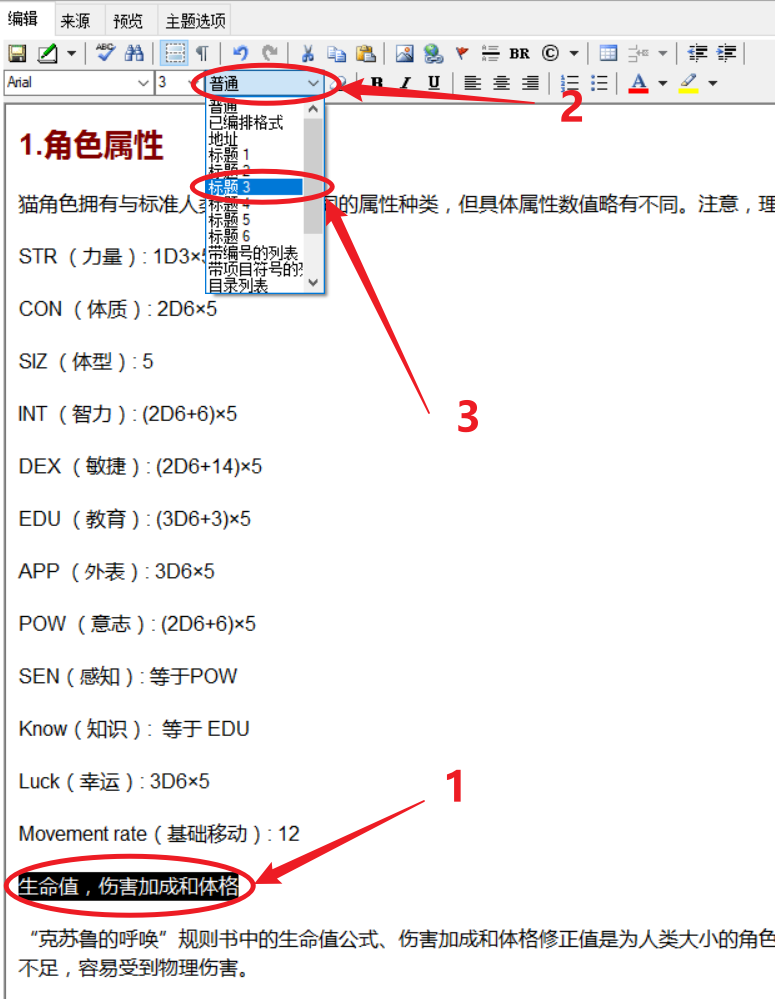 编辑 来源 预览 主题选项
ABC BR ©
Arial 3 普通 B I U A
普通
已编排格式
地址
标题 1
标题 2
标题 3
标题 4
标题 5
标题 6
带编号的列表
带项目符号的
目录列表
2
3
1
1.角色属性
猫角色拥有与标准人 的属性种类，但具体属性数值略有不同。注意，理
STR （力量）: 1D3×5
CON （体质）: 2D6×5
SIZ （体型）: 5
INT （智力）: (2D6+6)×5
DEX （敏捷）: (2D6+14)×5
EDU （教育）: (3D6+3)×5
APP （外表）: 3D6×5
POW （意志）: (2D6+6)×5
SEN（感知）: 等于POW
Know（知识）: 等于 EDU
Luck（幸运）: 3D6×5
Movement rate（基础移动）: 12
生命值，伤害加成和体格
“克苏鲁的呼唤”规则书中的生命值公式、伤害加成和体格修正值是为人类大小的角色
不足，容易受到物理伤害。